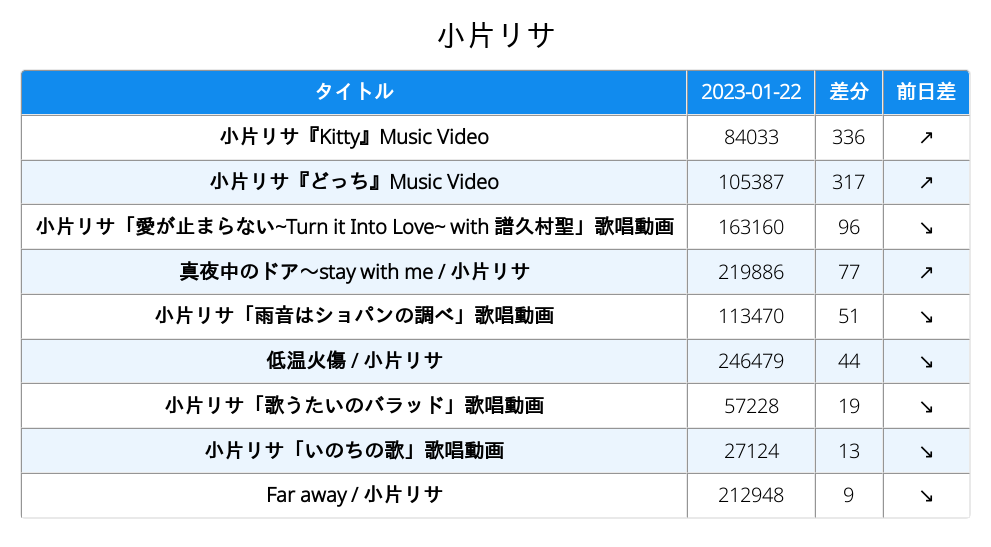 小片リサ
タイトル 2023-01-22 差分 前日差
小片リサ『Kitty』Music Video 84033 336 ↗
小片リサ『どっち』Music Video 105387 317 ↗
小片リサ「愛が止まらない~Turn it Into Love~ with 譜久村聖」歌唱動画 163160 96 ↘
真夜中のドア〜stay with me / 小片リサ 219886 77 ↗
小片リサ「雨音はショパンの調べ」歌唱動画 113470 51 ↘
低温火傷 / 小片リサ 246479 44 ↘
小片リサ「歌うたいのバラッド」歌唱動画 57228 19 ↘
小片リサ「いのちの歌」歌唱動画 27124 13 ↘
Far away / 小片リサ 212948 9 ↘